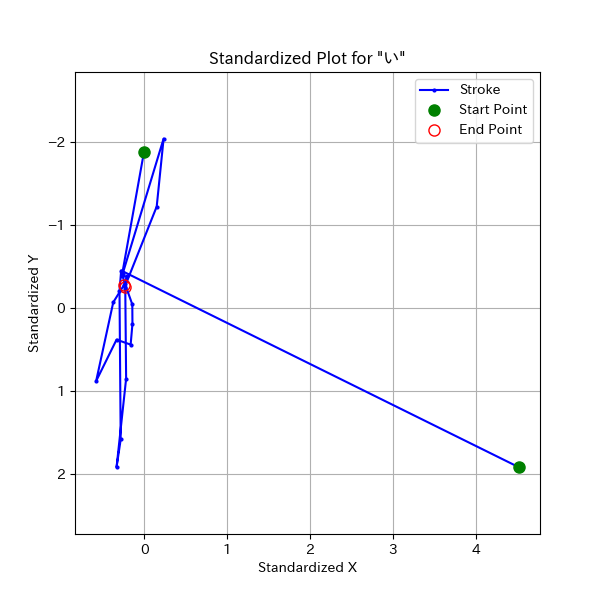 Standardized Plot for "い"
Stroke
Start Point
End Point
Standardized Y
−2
−1
0
1
2
0 1 2 3 4
Standardized X